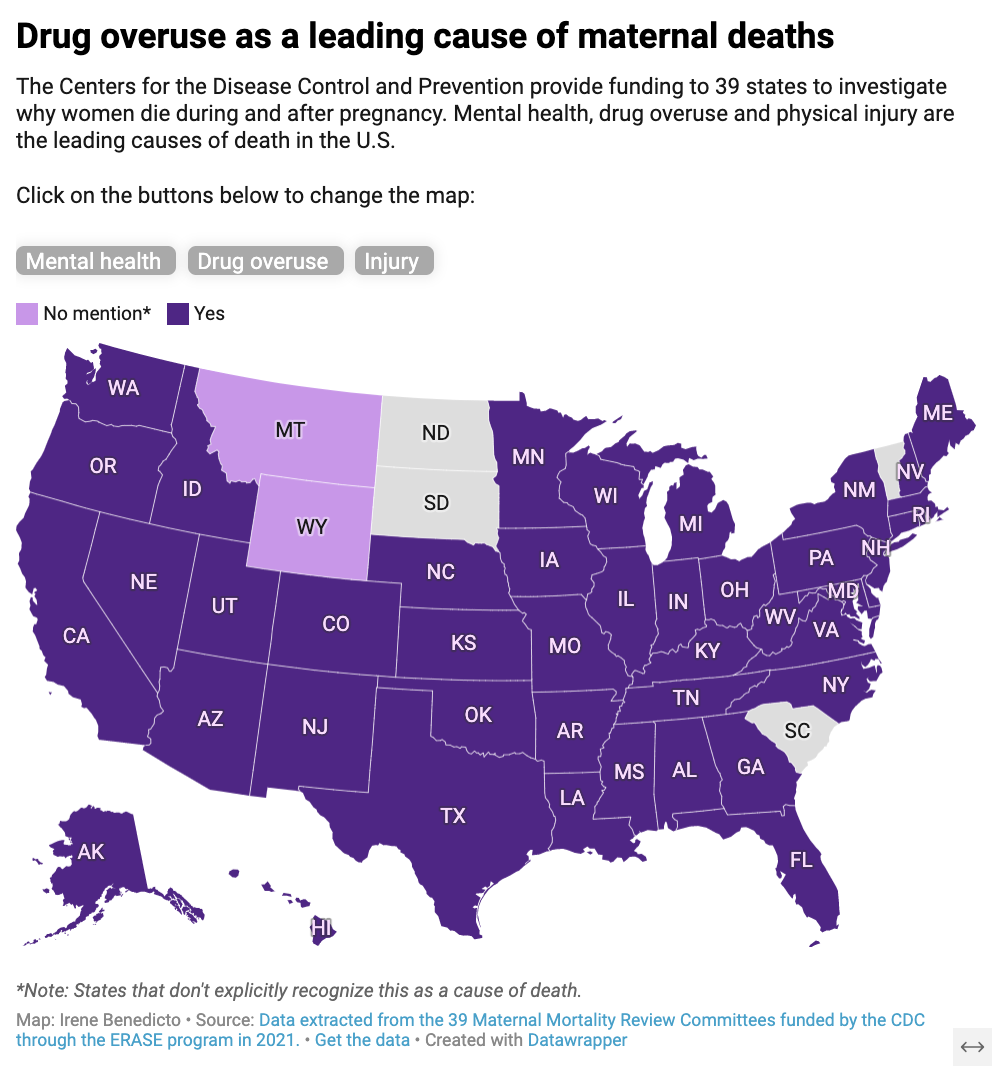 Drug overuse as a leading cause of maternal deaths
The Centers for the Disease Control and Prevention provide funding to 39 states to investigate
why women die during and after pregnancy. Mental health, drug overuse and physical injury are
the leading causes of death in the U.S.
Click on the buttons below to change the map:
Mental health Drug overuse Injury
No mention* Yes
WA
MT
ND
ME
OR
MN
ID
SD
WI
NM
NV
WY
MI
RI
NE
NC
IA
PA
NH
UT
CO
IL
IN
OH
MD
CA
KS
MO
WV
VA
KY
AZ
NJ
OK
TN
NY
AR
SC
MS
AL
GA
TX
LA
AK
FL
HI
*Note: States that don't explicitly recognize this as a cause of death.
Map: Irene Benedicto • Source: Data extracted from the 39 Maternal Mortality Review Committees funded by the CDC
through the ERASE program in 2021. • Get the data • Created with Datawrapper